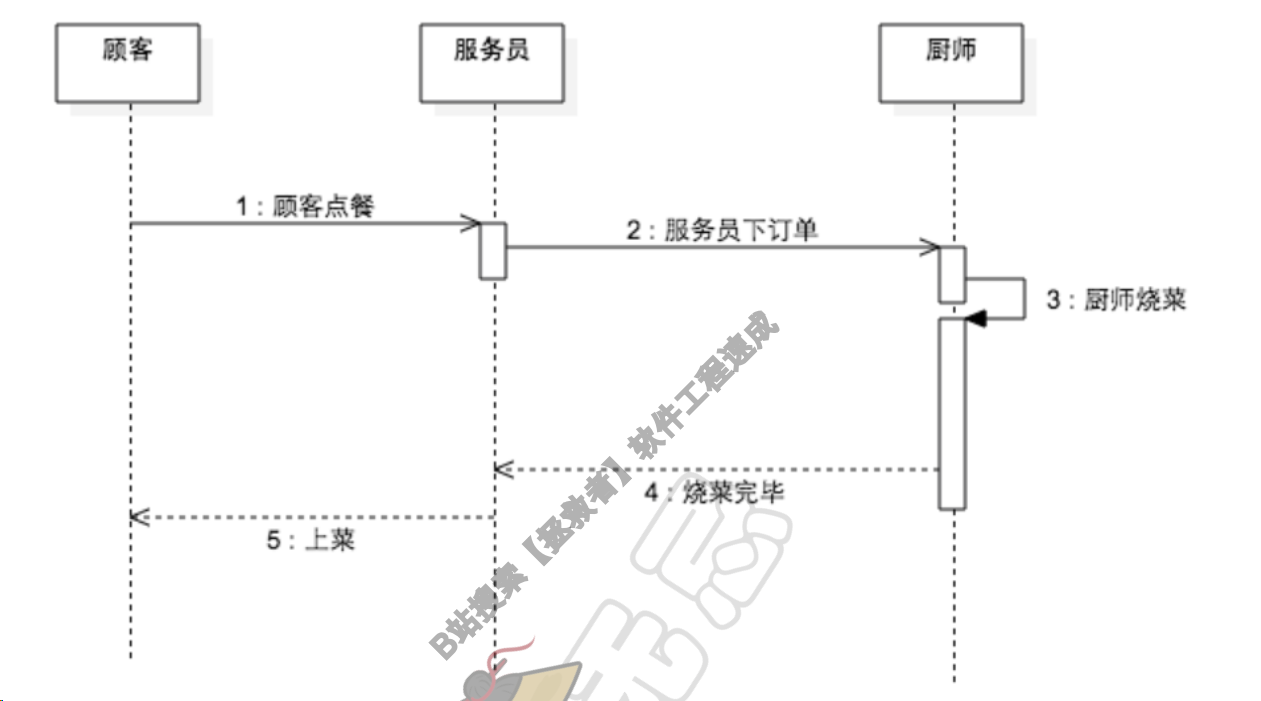 顾客
服务员
厨师
1：顾客点餐
2：服务员下订单
3：厨师烧菜
4：烧菜完毕
5：上菜
B站搜索【拯救者】软件工程速成